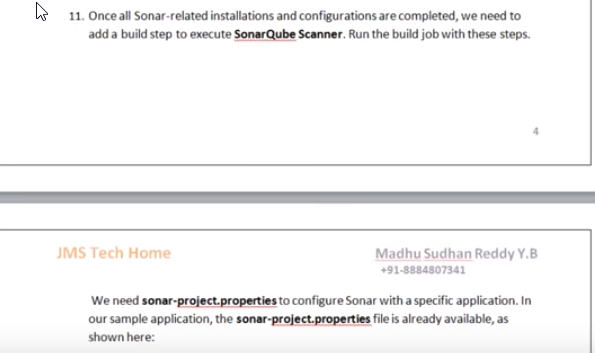 11. Once all Sonar-related installations and configurations are completed, we need to
add a build step to execute SonarQube Scanner. Run the build job with these steps.
4
JMS Tech Home
Madhu Sudhan Reddy Y.B
+91-8884807341
We need sonar-project.properties to configure Sonar with a specific application. In
our sample application, the sonar-project.properties file is already available, as
shown here: